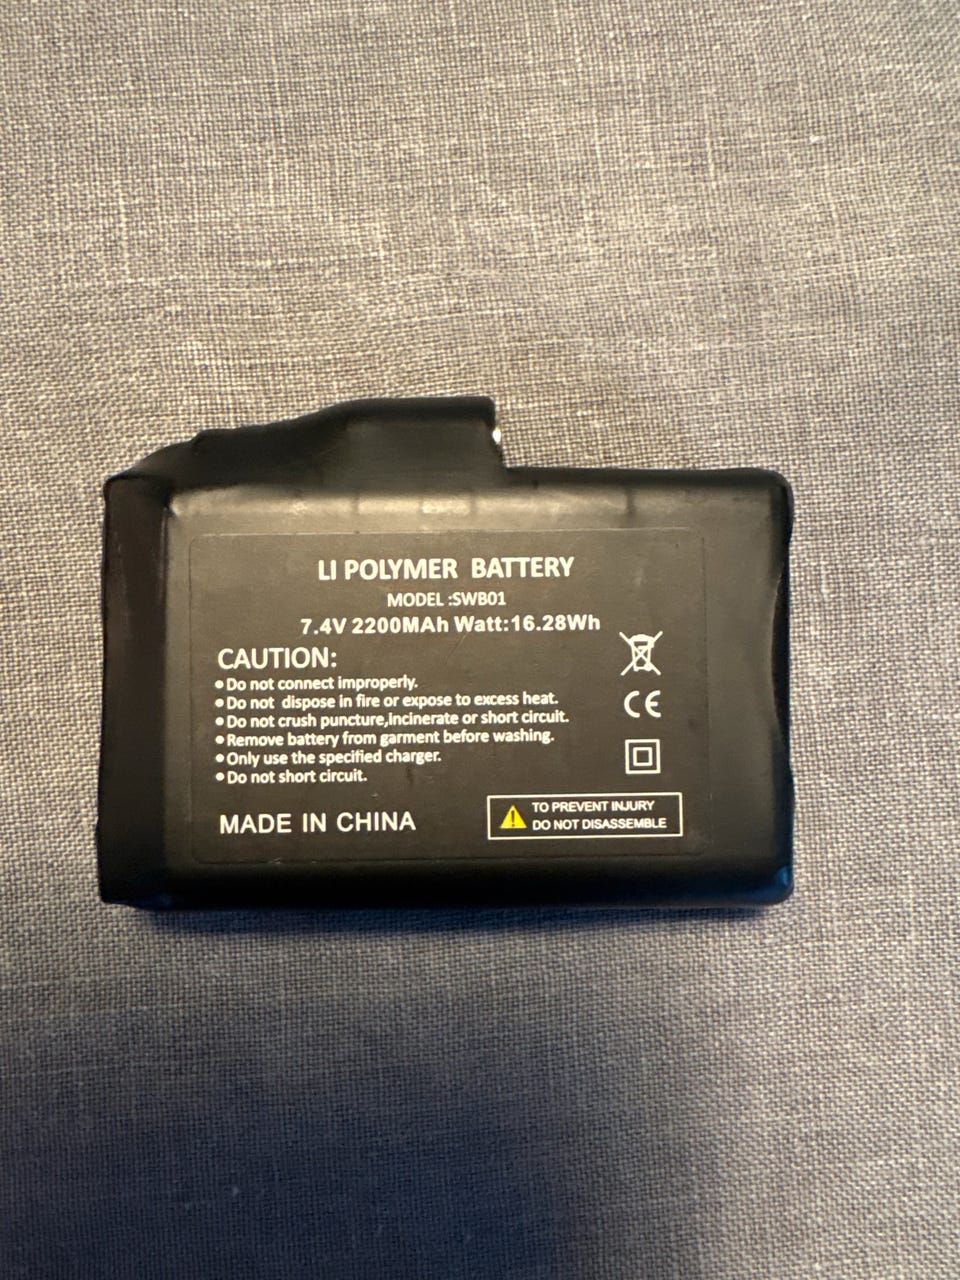 LI POLYMER BATTERY
MODEL :SWB01
7.4V 2200MAh Watt:16.28Wh
CAUTION:
• Do not connect improperly.
• Do not dispose in fire or expose to excess heat.
• Do not crush puncture,incinerate or short circuit.
• Remove battery from garment before washing.
• Only use the specified charger.
• Do not short circuit.
CE
MADE IN CHINA
TO PREVENT INJURY
DO NOT DISASSEMBLE